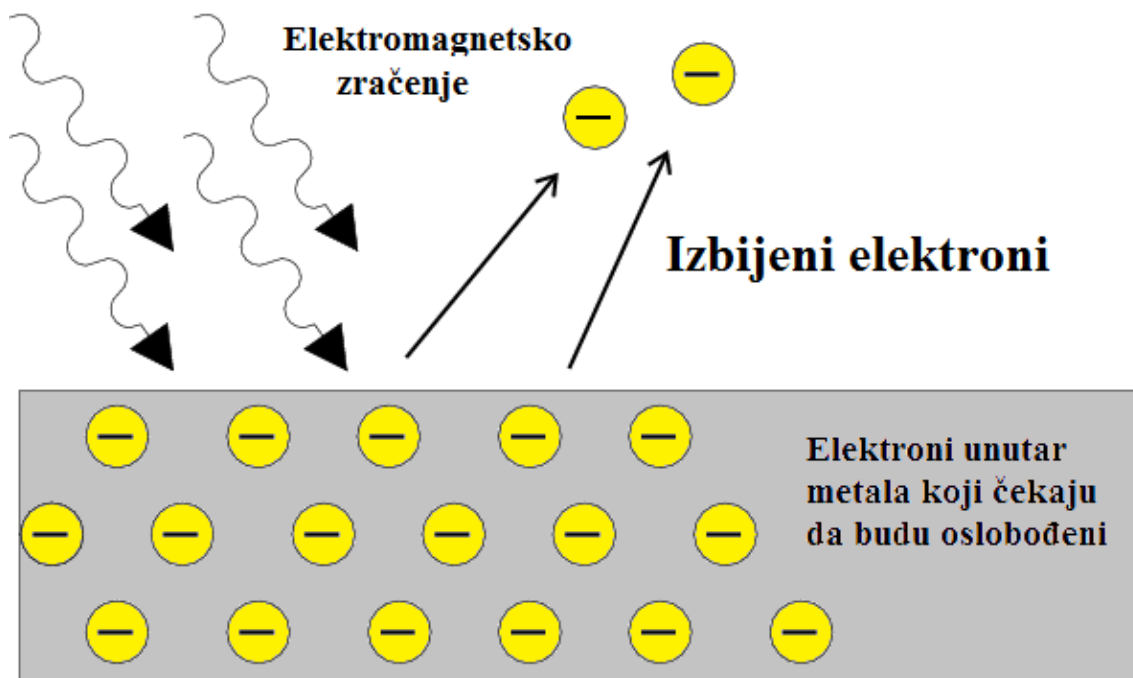 Elektromagnetsko
zračenje
Izbijeni elektroni
Elektroni unutar
metala koji čekaju
da budu oslobođeni